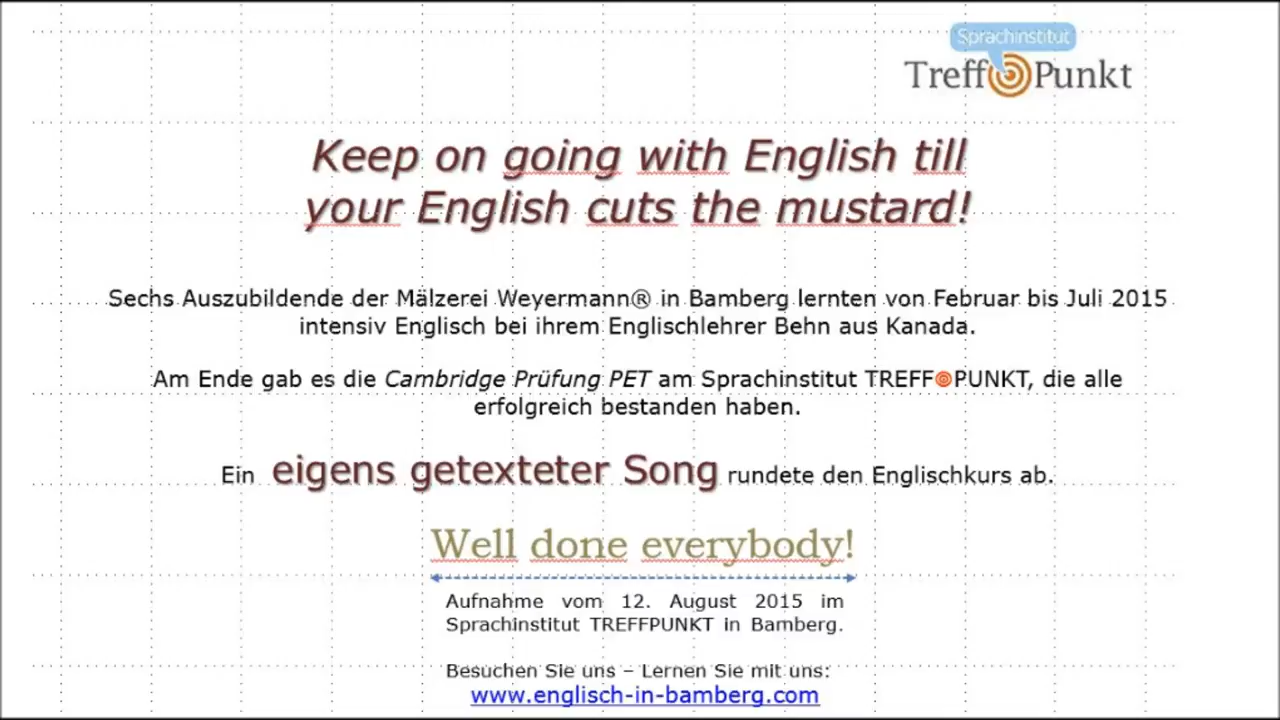 Sprachinstitut
Treff Punkt
Keep on going with English till
your English cuts the mustard!
Sechs Auszubildende der Mälzerei Weyermann® in Bamberg lernten von Februar bis Juli 2015
intensiv Englisch bei ihrem Englischlehrer Behn aus Kanada.
Am Ende gab es die Cambridge Prüfung PET am Sprachinstitut TREFF PUNKT, die alle
erfolgreich bestanden haben.
Ein eigens getexteter Song rundete den Englischkurs ab.
Well done everybody!
Aufnahme vom 12. August 2015 im
Sprachinstitut TREFFPUNKT in Bamberg.
Besuchen Sie uns – Lernen Sie mit uns:
www.englisch-in-bamberg.com